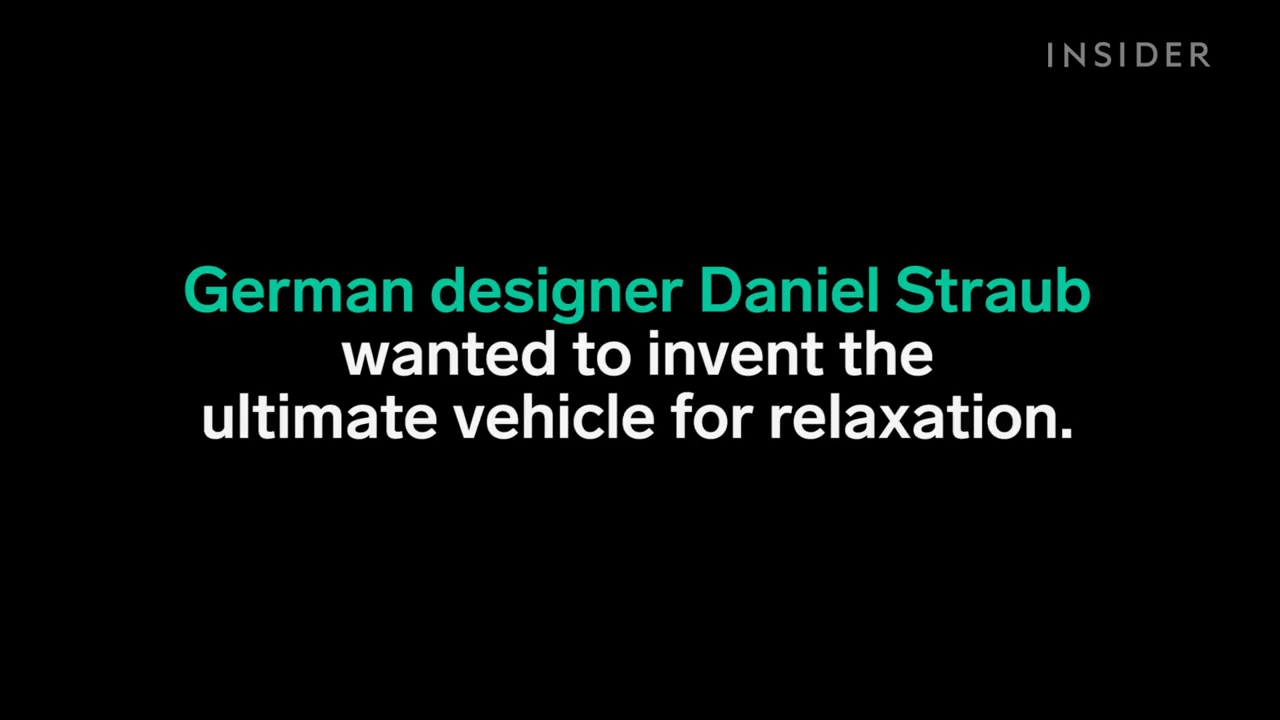 INSIDER
German designer Daniel Straub
wanted to invent the
ultimate vehicle for relaxation.